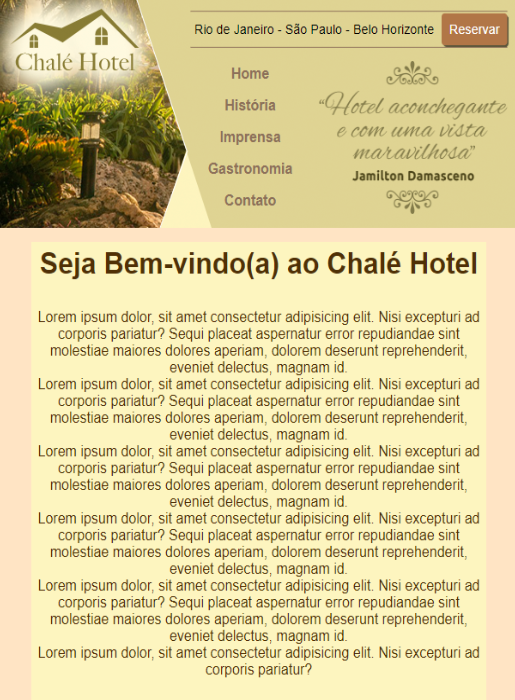 Chalé Hotel
Rio de Janeiro - São Paulo - Belo Horizonte
Reservar
Home
História
Imprensa
Gastronomia
Contato
“Hotel aconchegante
e com uma vista
maravilhosa”
Jamilton Damasceno
Seja Bem-vindo(a) ao Chalé Hotel
Lorem ipsum dolor, sit amet consectetur adipisicing elit. Nisi excepturi ad
corporis pariatur? Sequi placeat aspernatur error repudiandae sint
molestiae maiores dolores aperiam, dolorem deserunt reprehenderit,
eveniet delectus, magnam id.
Lorem ipsum dolor, sit amet consectetur adipisicing elit. Nisi excepturi ad
corporis pariatur? Sequi placeat aspernatur error repudiandae sint
molestiae maiores dolores aperiam, dolorem deserunt reprehenderit,
eveniet delectus, magnam id.
Lorem ipsum dolor, sit amet consectetur adipisicing elit. Nisi excepturi ad
corporis pariatur? Sequi placeat aspernatur error repudiandae sint
molestiae maiores dolores aperiam, dolorem deserunt reprehenderit,
eveniet delectus, magnam id.
Lorem ipsum dolor, sit amet consectetur adipisicing elit. Nisi excepturi ad
corporis pariatur? Sequi placeat aspernatur error repudiandae sint
molestiae maiores dolores aperiam, dolorem deserunt reprehenderit,
eveniet delectus, magnam id.
Lorem ipsum dolor, sit amet consectetur adipisicing elit. Nisi excepturi ad
corporis pariatur? Sequi placeat aspernatur error repudiandae sint
molestiae maiores dolores aperiam, dolorem deserunt reprehenderit,
eveniet delectus, magnam id.
Lorem ipsum dolor, sit amet consectetur adipisicing elit. Nisi excepturi ad
corporis pariatur?